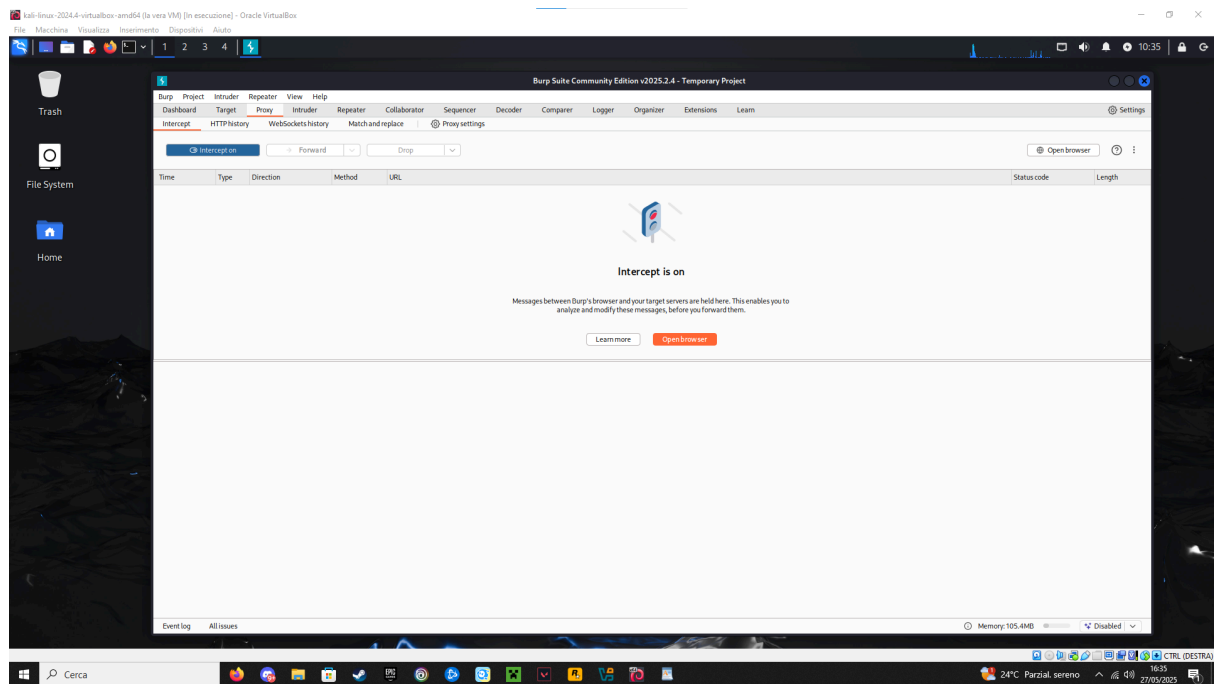 kali-linux-2024.4-virtualbox-amd64 (la vera VM) [In esecuzione] - Oracle VirtualBox
File Macchina Visualizza Inserimento Dispositivi Aiuto
1 2 3 4 10:35
Trash
File System
Home
Burp Suite Community Edition v2025.2.4 - Temporary Project
Burp Project Intruder Repeater View Help
Dashboard Target Proxy Intruder Repeater Collaborator Sequencer Decoder Comparer Logger Organizer Extensions Learn Settings
Intercept HTTP history WebSockets history Match and replace Proxy settings
Intercept on Forward Drop Open browser
Time Type Direction Method URL Status code Length
Intercept is on
Messages between Burp's browser and your target servers are held here. This enables you to
analyze and modify these messages, before you forward them.
Learn more Open browser
Event log All issues Memory: 105.4MB Disabled
CTRL (DESTRA)
Cerca 24°C Parzial. sereno 16:35
27/05/2025